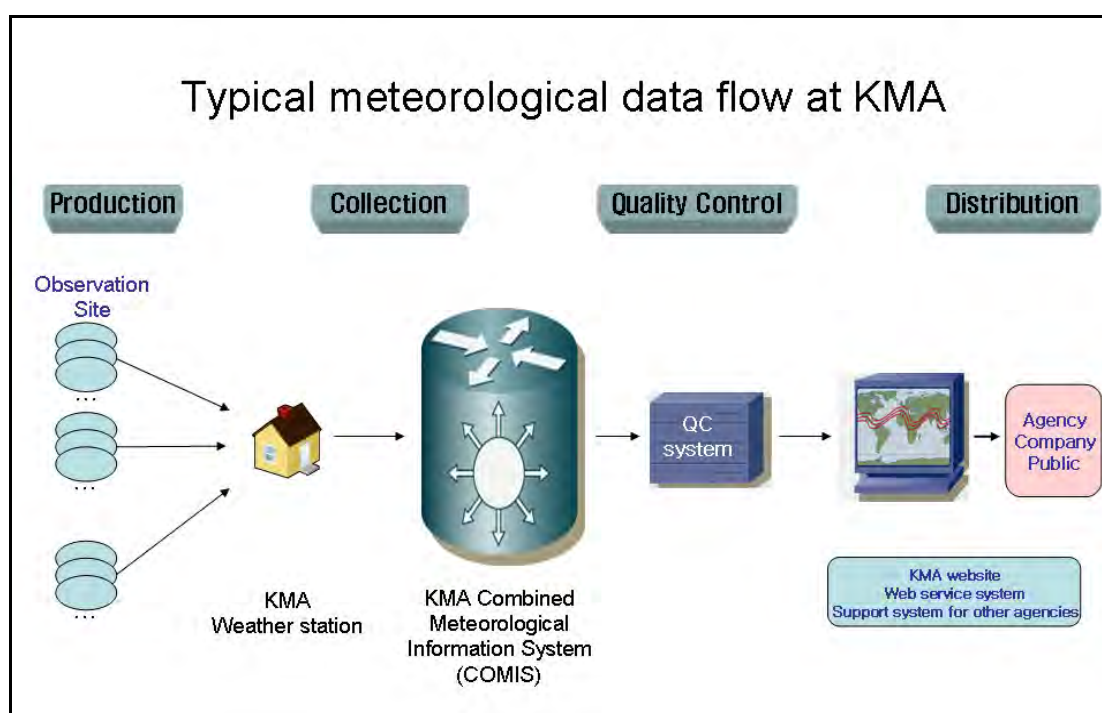 Typical meteorological data flow at KMA
Production
Collection
Quality Control
Distribution
Observation
Site
...
...
...
KMA
Weather station
KMA Combined
Meteorological
Information System
(COMIS)
QC
system
Agency
Company
Public
KMA website
Web service system
Support system for other agencies